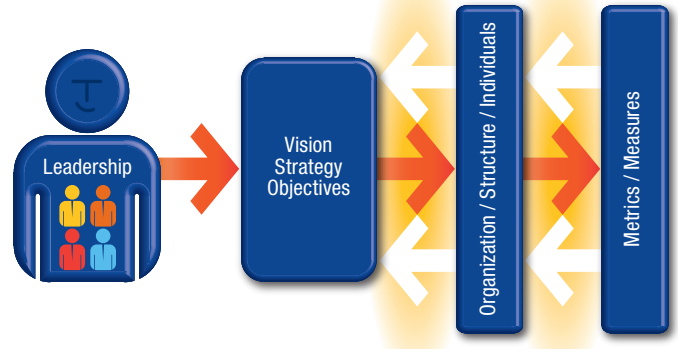 Leadership
Vision
Strategy
Objectives
Organization / Structure / Individuals
Metrics / Measures